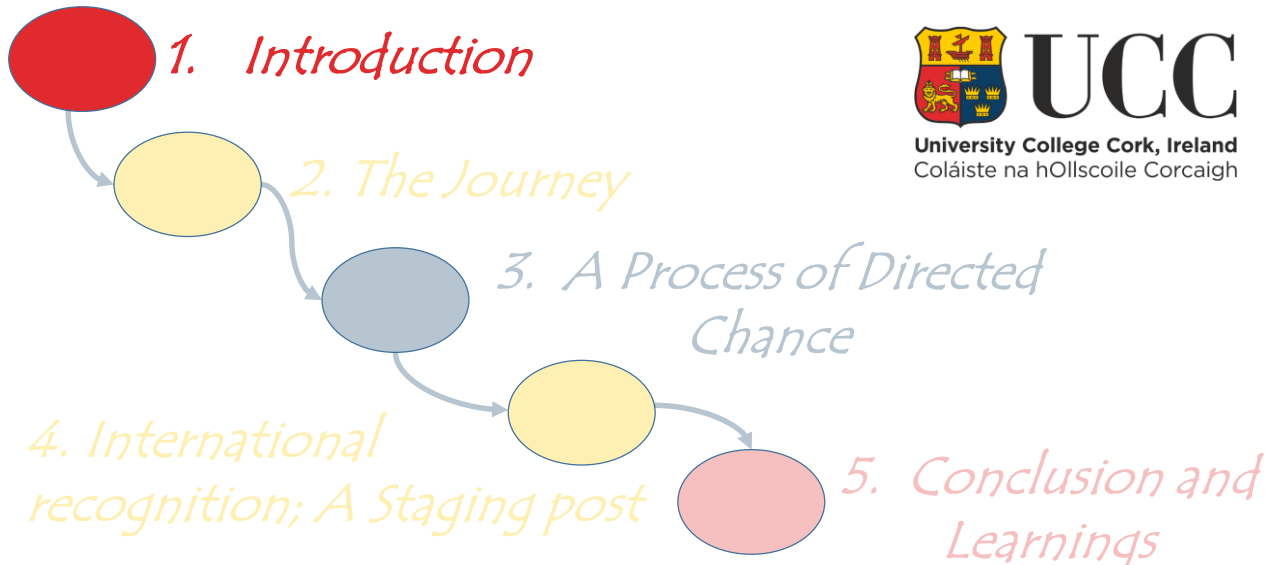 1. Introduction
UCC
University College Cork, Ireland
Coláiste na hOllscoile Corcaigh
2. The Journey
3. A Process of Directed
Chance
4. International
recognition; A Staging post
5. Conclusion and
Learnings